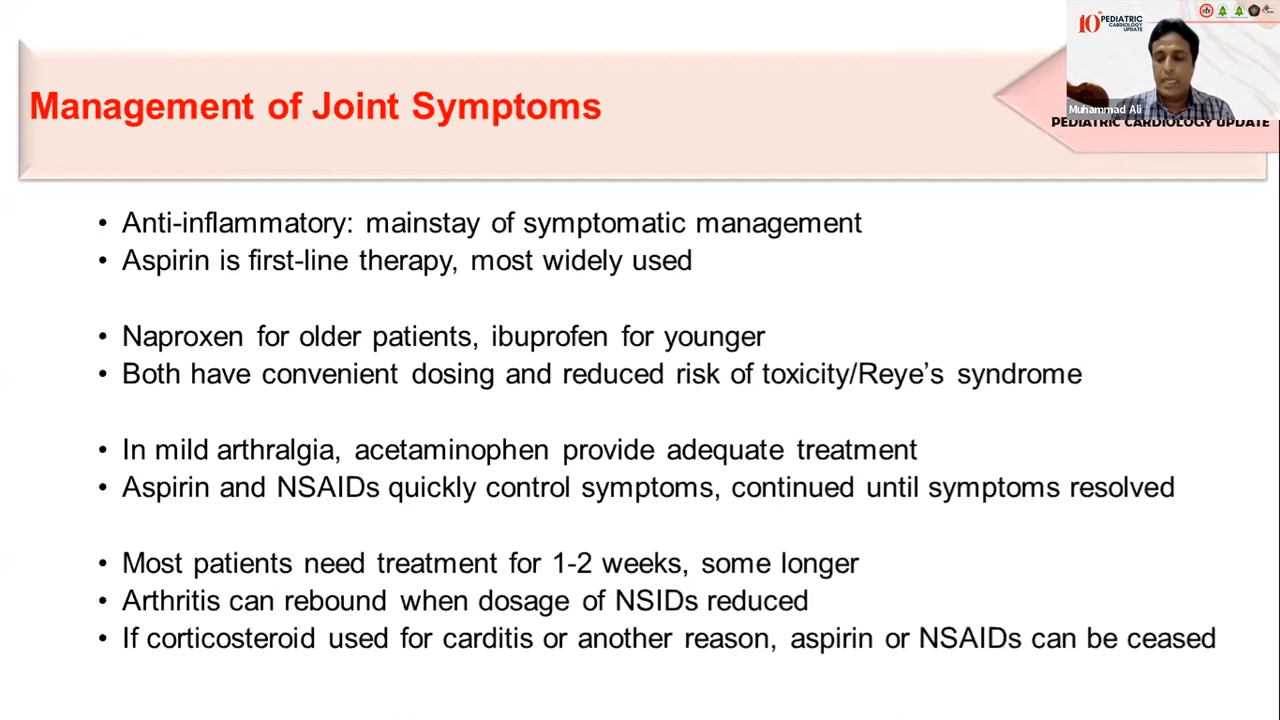 Management of Joint Symptoms
10th PEDIATRIC
CARDIOLOGY
UPDATE
Muhammad Ali
PEDIATRIC CARDIOLOGY UPDATE
• Anti-inflammatory: mainstay of symptomatic management
• Aspirin is first-line therapy, most widely used
• Naproxen for older patients, ibuprofen for younger
• Both have convenient dosing and reduced risk of toxicity/Reye’s syndrome
• In mild arthralgia, acetaminophen provide adequate treatment
• Aspirin and NSAIDs quickly control symptoms, continued until symptoms resolved
• Most patients need treatment for 1-2 weeks, some longer
• Arthritis can rebound when dosage of NSIDs reduced
• If corticosteroid used for carditis or another reason, aspirin or NSAIDs can be ceased